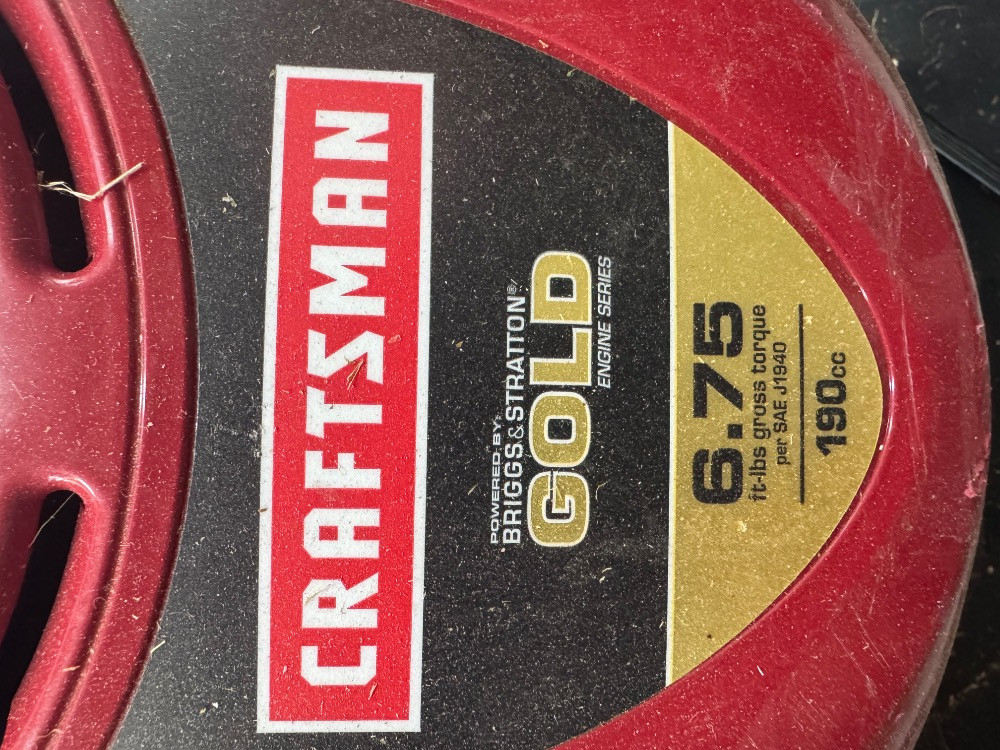 CRAFTSMAN
POWERED BY:
BRIGGS & STRATTON®
GOLD
ENGINE SERIES
6.75
ft-lbs gross torque
per SAE J1940
190cc